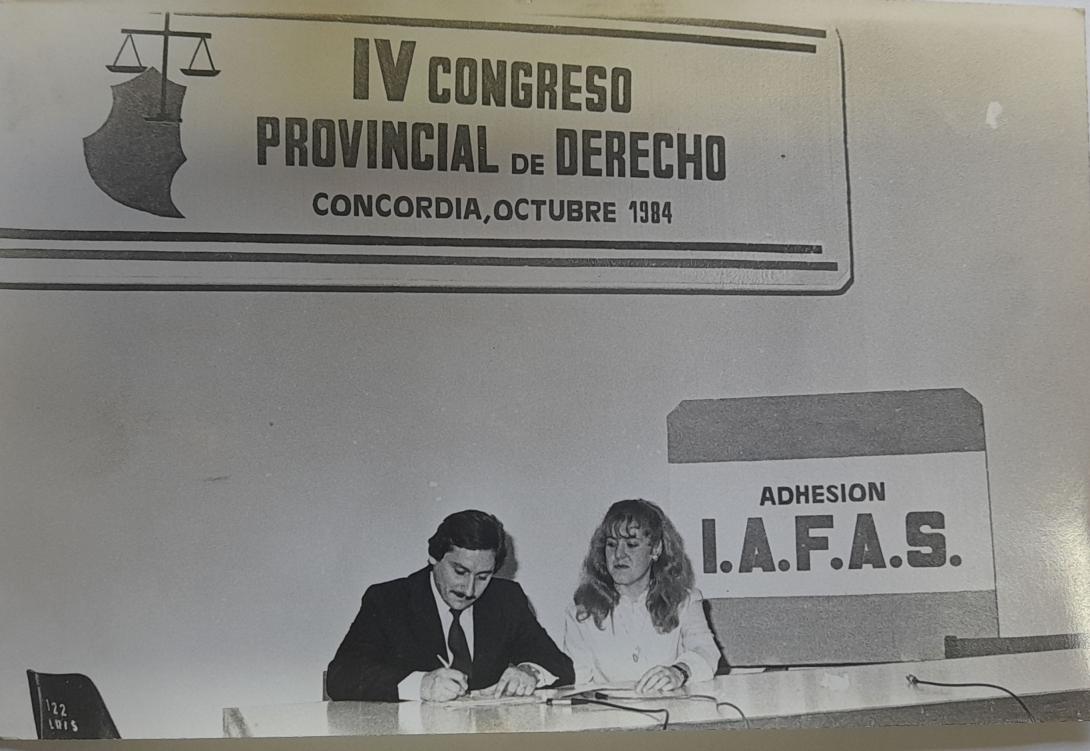 IV CONGRESO
PROVINCIAL DE DERECHO
CONCORDIA, OCTUBRE 1984
ADHESION
I.A.F.A.S.
122
LUIS